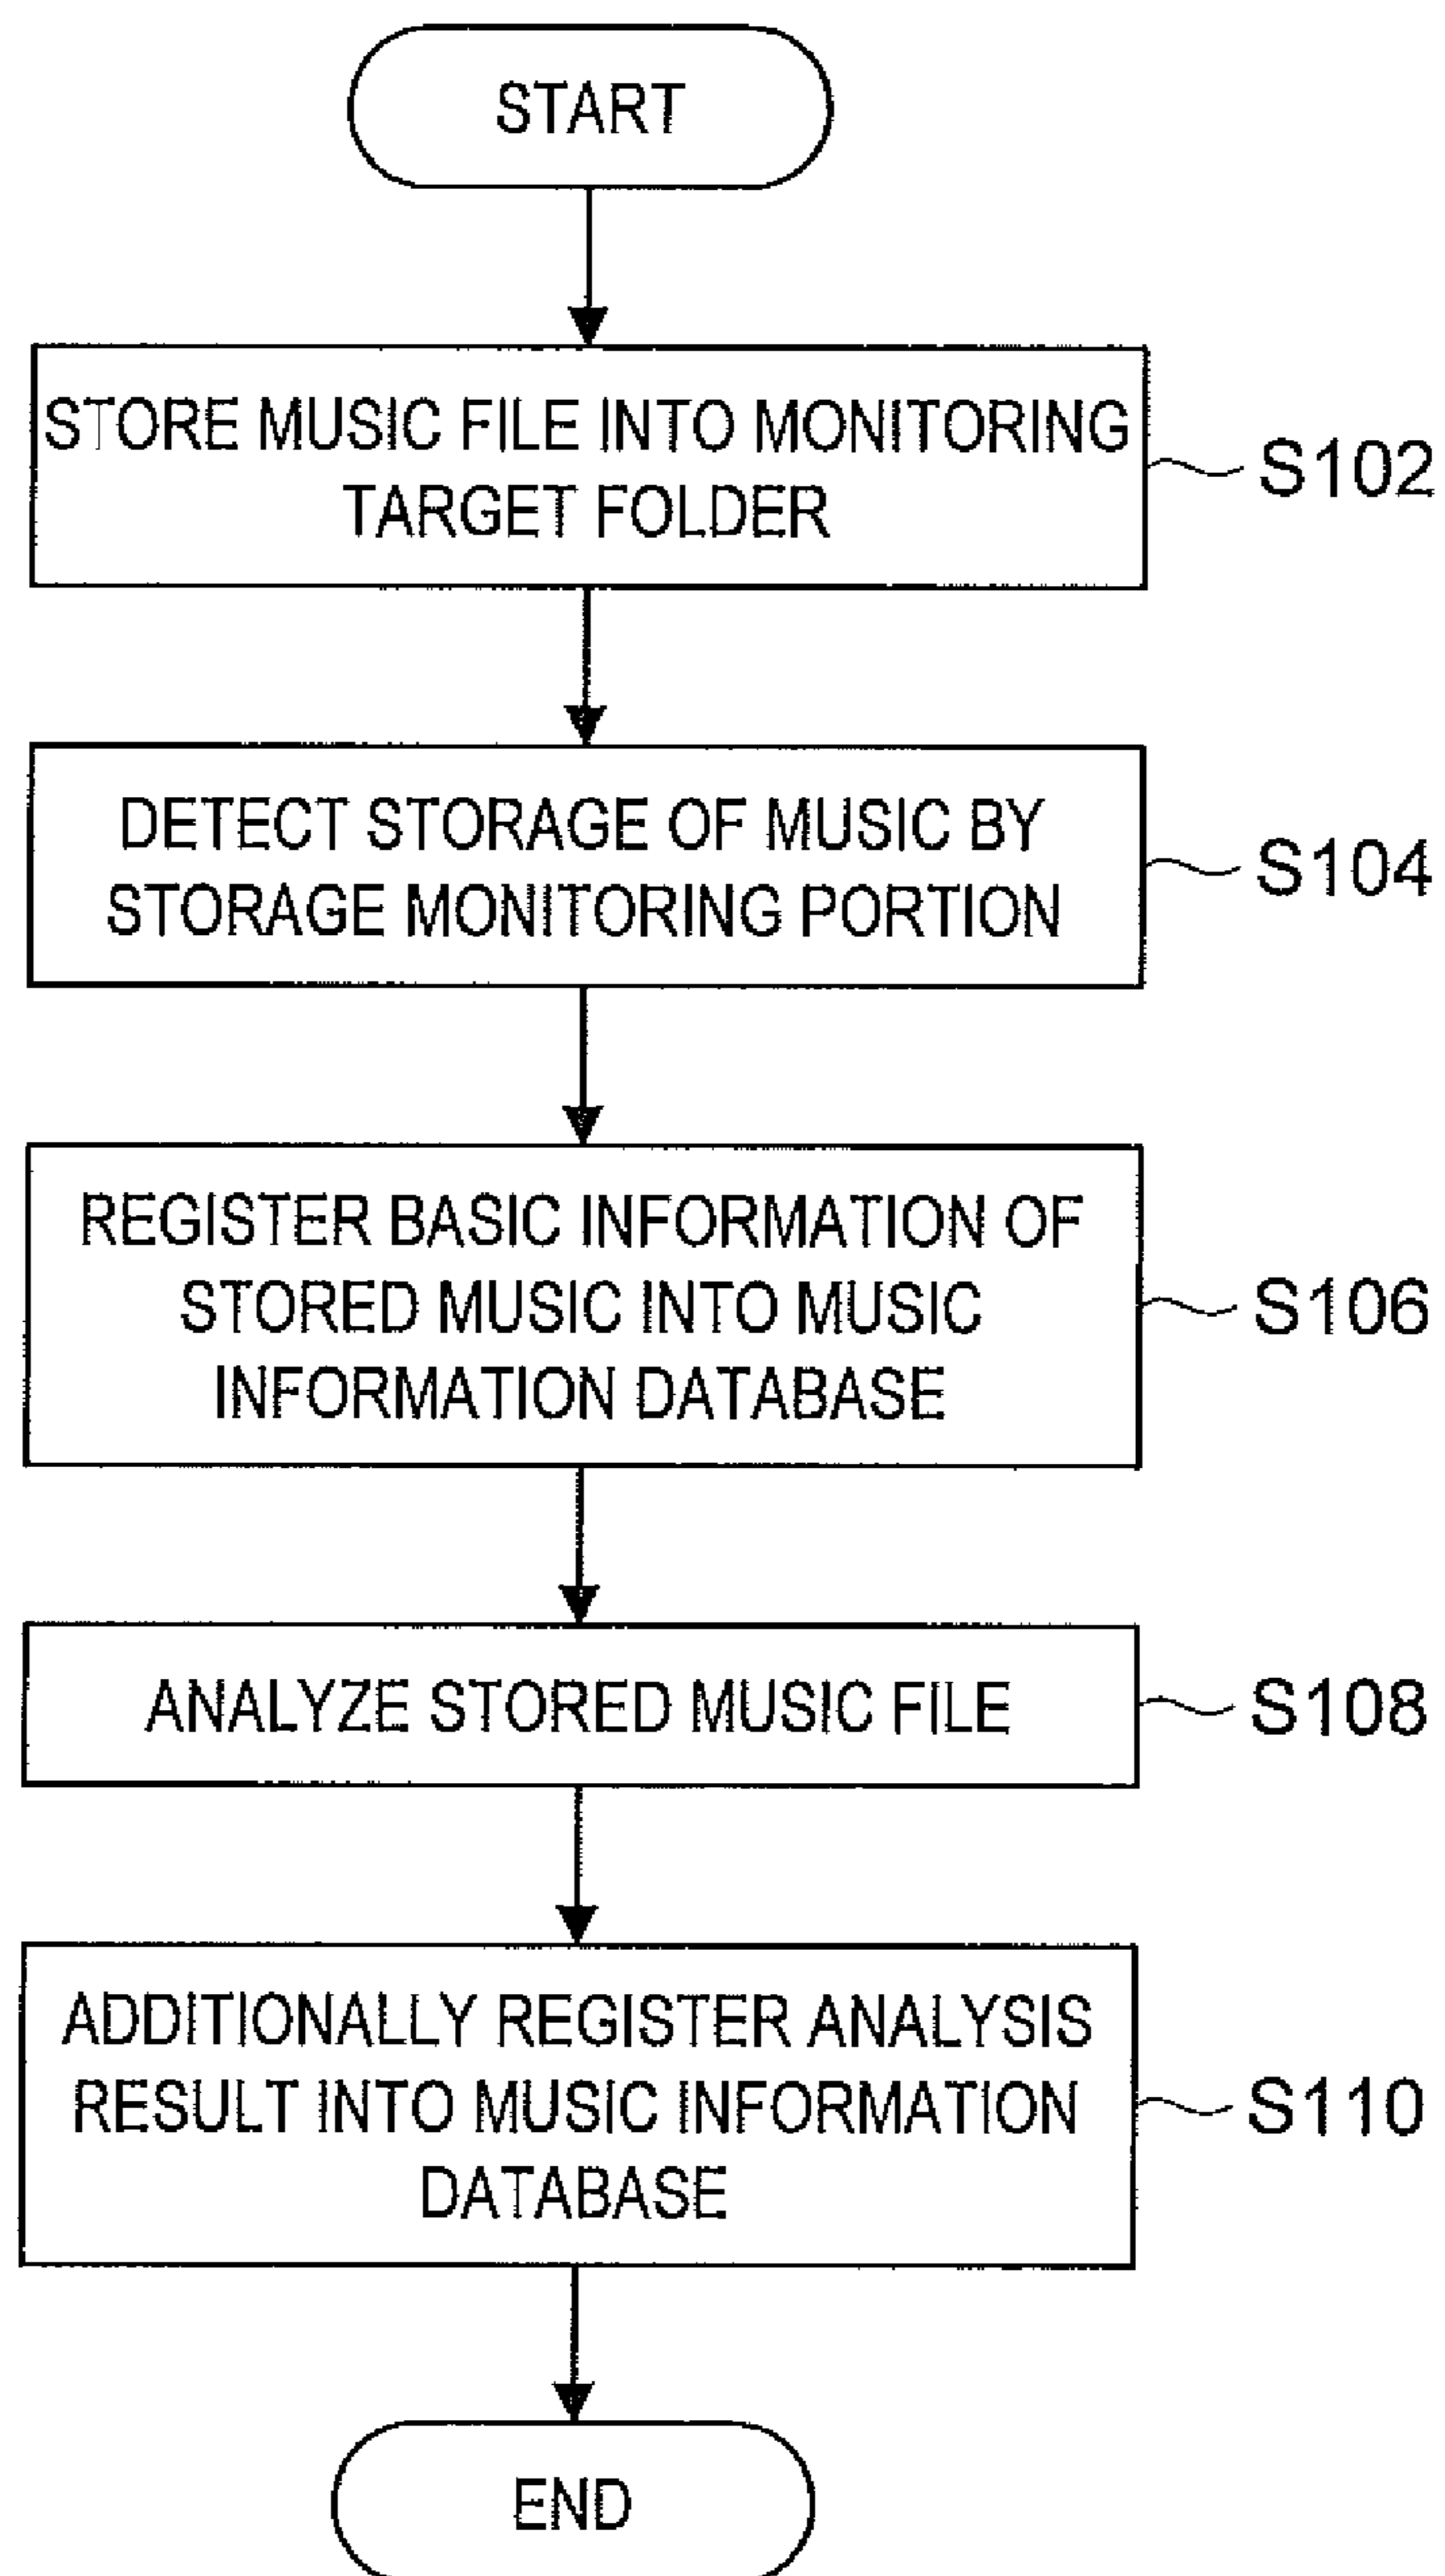 START
STORE MUSIC FILE INTO MONITORING
TARGET FOLDER
S102
DETECT STORAGE OF MUSIC BY
STORAGE MONITORING PORTION
S104
REGISTER BASIC INFORMATION OF
STORED MUSIC INTO MUSIC
INFORMATION DATABASE
S106
ANALYZE STORED MUSIC FILE
S108
ADDITIONALLY REGISTER ANALYSIS
RESULT INTO MUSIC INFORMATION
DATABASE
S110
END